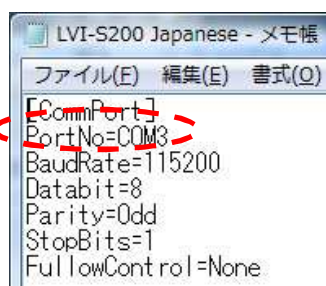 LVI-S200 Japanese - メモ帳
ファイル(F) 編集(E) 書式(O)
[CommPort]
PortNo=COM3
BaudRate=115200
Databit=8
Parity=Odd
StopBits=1
FullowControl=None